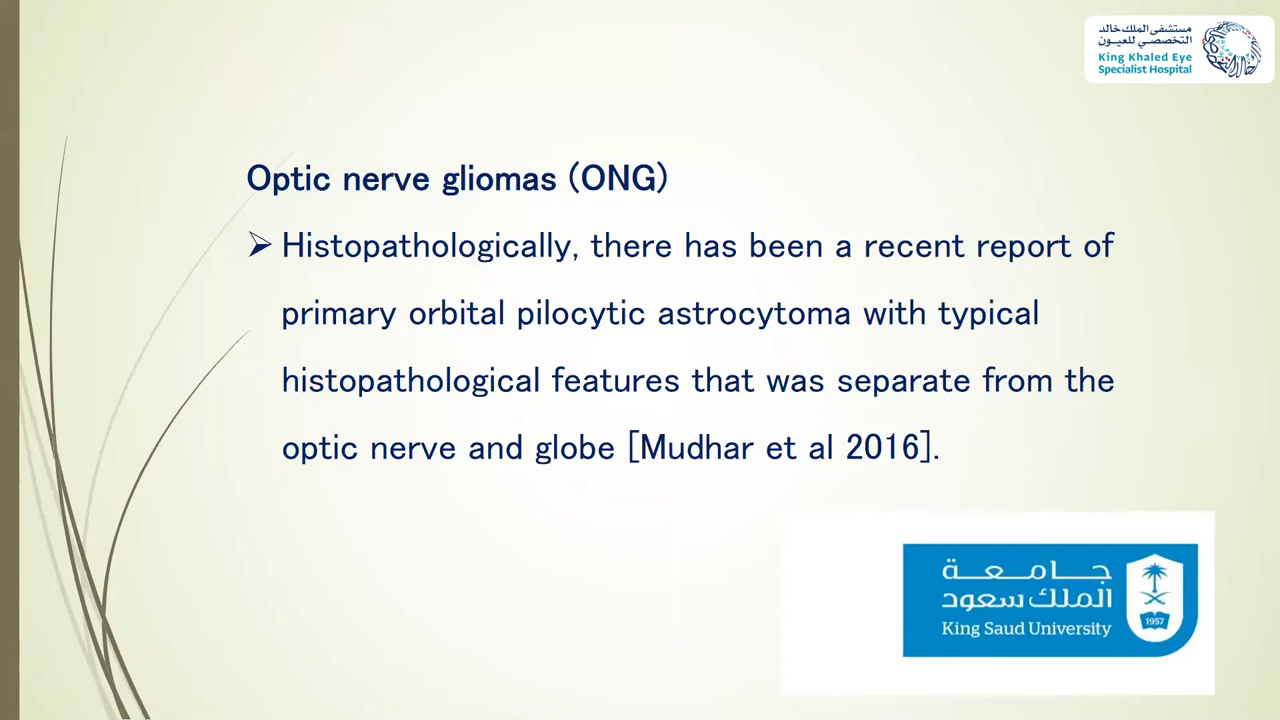 مستشفى الملك خالد
التخصصي للعيون
King Khaled Eye
Specialist Hospital
Optic nerve gliomas (ONG)
Histopathologically, there has been a recent report of
primary orbital pilocytic astrocytoma with typical
histopathological features that was separate from the
optic nerve and globe [Mudhar et al 2016].
جامعة
الملك سعود
King Saud University
1957